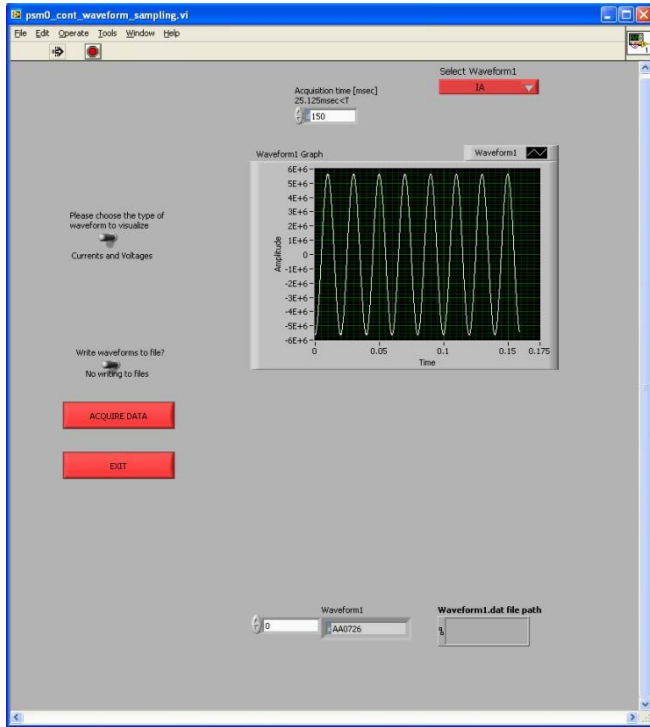 psm0_cont_waveform_sampling.vi
File Edit Operate Tools Window Help
1
Select Waveform1
IA
Acquisition time [msec]
25.125msec<T
150
Waveform1 Graph
Waveform1
6E+6
5E+6
4E+6
3E+6
2E+6
1E+6
0
-1E+6
-2E+6
-3E+6
-4E+6
-5E+6
-6E+6
Amplitude
0 0.05 0.1 0.15 0.175
Time
Please choose the type of
waveform to visualize
Currents and Voltages
Write waveforms to file?
No writing to files
ACQUIRE DATA
EXIT
Waveform1
0
AA0726
Waveform1.dat file path